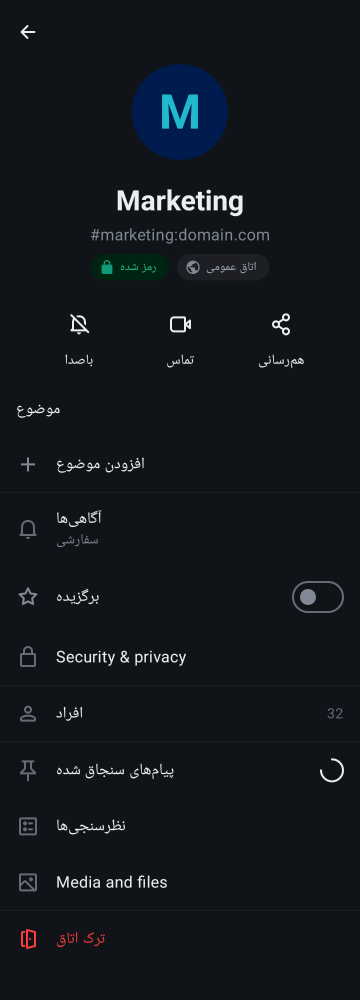 M
Marketing
#marketing:domain.com
رمز شده
اتاق عمومی
باصدا
تماس
هم‌رسانی
موضوع
افزودن موضوع
آگاهی‌ها
سفارشی
برگزیده
Security & privacy
افراد
32
پیام‌های سنجاق شده
نظرسنجی‌ها
Media and files
ترک اتاق